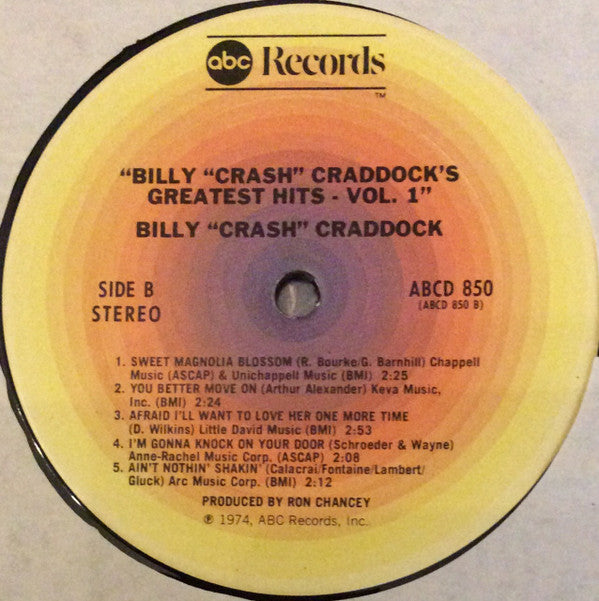 abc Records
TM
"BILLY "CRASH" CRADDOCK'S
GREATEST HITS - VOL. 1"
BILLY "CRASH" CRADDOCK
SIDE B
STEREO
ABCD 850
(ABCD 850 B)
1. SWEET MAGNOLIA BLOSSOM (R. Bourke/G. Barnhill) Chappell
Music (ASCAP) & Unichappell Music (BMI) 2:25
2. YOU BETTER MOVE ON (Arthur Alexander) Keva Music,
Inc. (BMI) 2:24
3. AFRAID I'LL WANT TO LOVE HER ONE MORE TIME
(D. Wilkins) Little David Music (BMI) 2:53
4. I'M GONNA KNOCK ON YOUR DOOR (Schroeder & Wayne)
Anne-Rachel Music Corp. (ASCAP) 2:08
5. AIN'T NOTHIN' SHAKIN' (Calacrai/Fontaine/Lambert/
Gluck) Arc Music Corp. (BMI) 2:12
PRODUCED BY RON CHANCEY
℗ 1974, ABC Records, Inc.